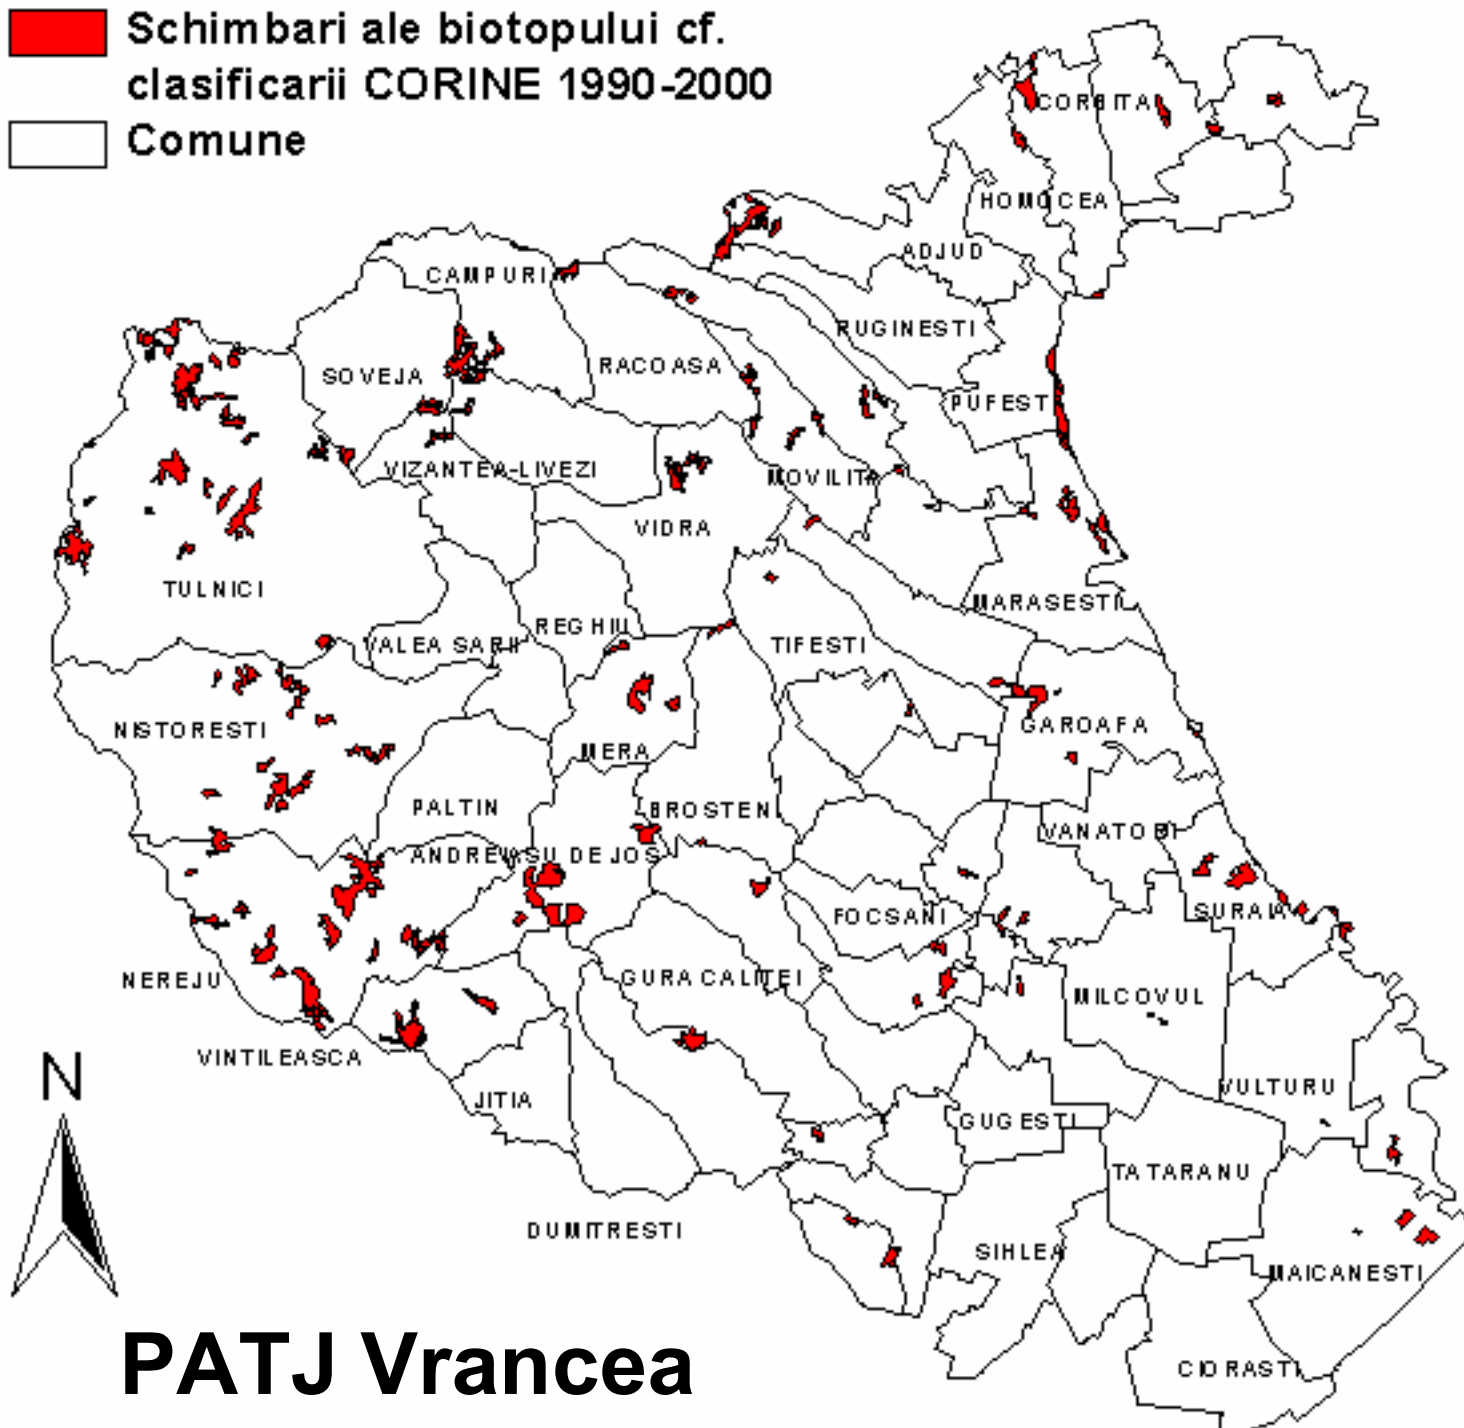 Schimbari ale biotopului cf.
clasificarii CORINE 1990-2000
Comune
CORBITA
HOMOCEA
ADJUD
CAMPURI
RUGINESTI
RACOASA
SOVEJA
PUFEST
VIZANTEA-LIVEZI
MOVILITA
VIDRA
TULNICI
MARASESTI
REGHIU
VALEA SARII
TIFESTI
NISTORESTI
GAROAFA
MERA
PALTIN
BROSTENI
VANATORI
ANDREIASU DE JOS
FOCSANI
SURAIA
NEREJU
GURA CALITEI
MILCOVUL
VINTILEASCA
N
JITIA
VULTURU
GUGESTI
TATARANU
DUMITRESTI
SIHLEA
MAICANESTI
PATJ Vrancea
CIORASTI